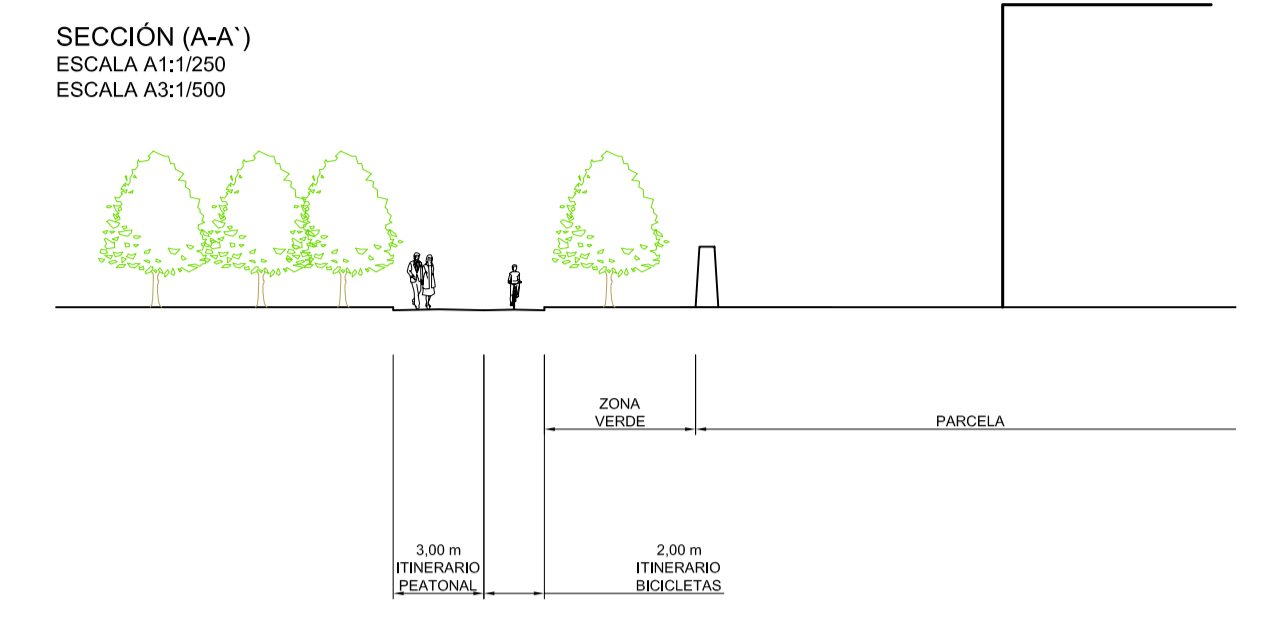 SECCIÓN (A-A`)
ESCALA A1:1/250
ESCALA A3:1/500
ZONA
VERDE
PARCELA
3,00 m
ITINERARIO
PEATONAL
2,00 m
ITINERARIO
BICICLETAS